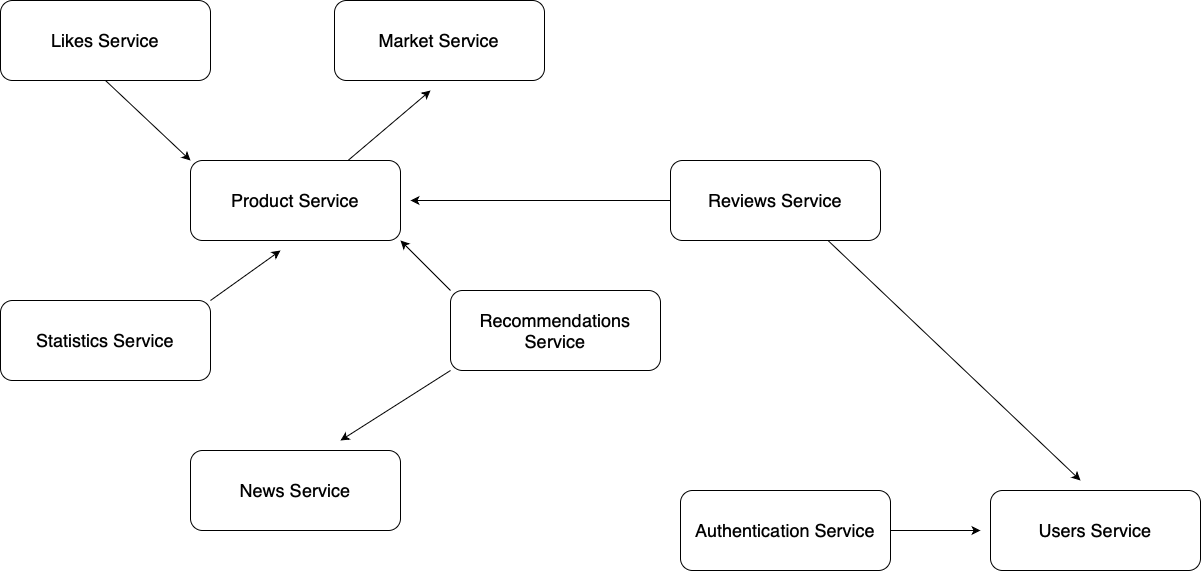 Likes Service
Market Service
Product Service
Reviews Service
Statistics Service
Recommendations
Service
News Service
Authentication Service
Users Service